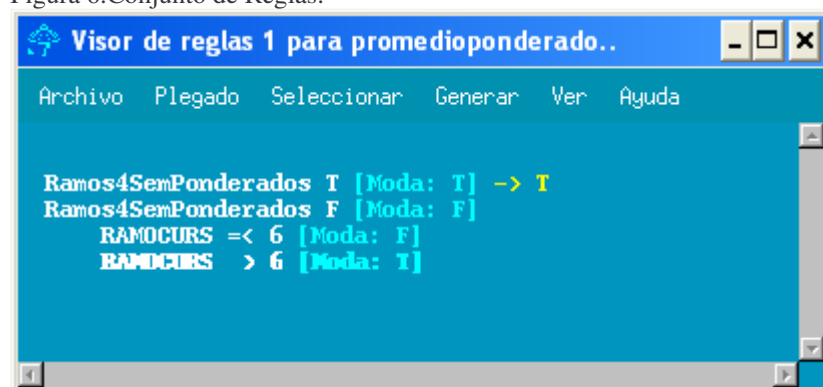 Figura 6:Conjunto de Reglas.
Visor de reglas 1 para promedioponderado..
Archivo Plegado Seleccionar Generar Ver Ayuda
Ramos4SemPonderados T [Moda: T] -> T
Ramos4SemPonderados F [Moda: F]
RAMOCURS =< 6 [Moda: F]
RAMOCURS > 6 [Moda: T]